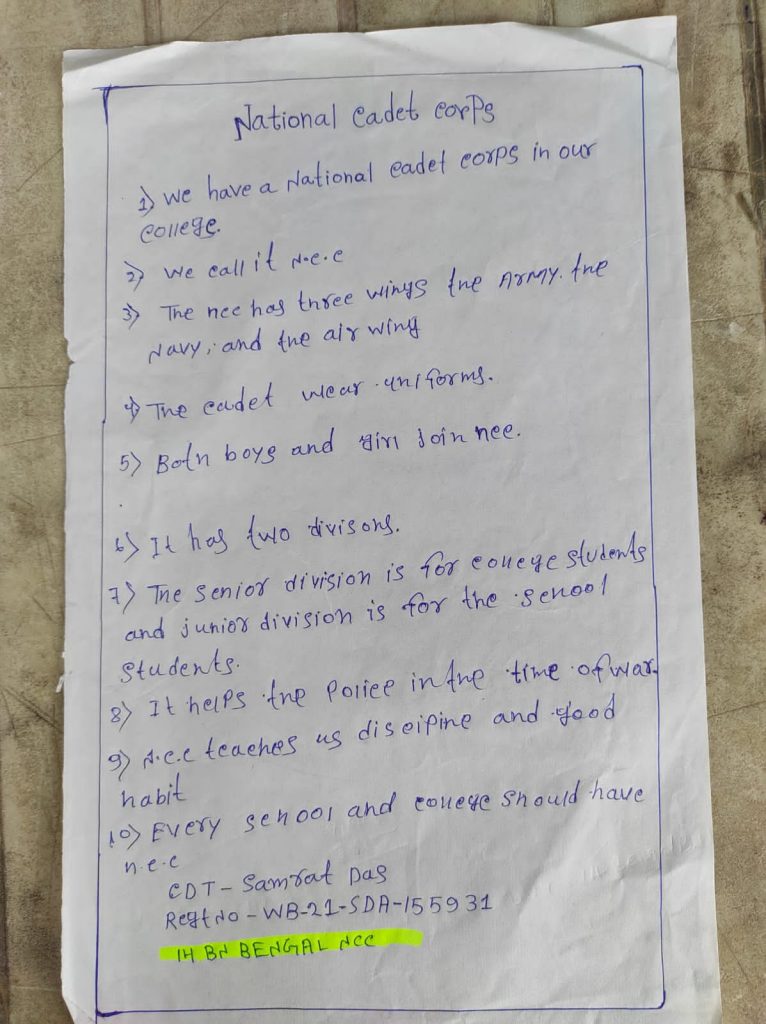 National Cadet corps
1) We have a National cadet corps in our
college.
2) We call it N.C.C
3) The ncc has three wings the Army. the
Navy, and the air wing
4) The cadet wear uniforms.
5) Both boys and girl Join ncc.
6) It has two divisons.
7) The senior division is for college students
and junior division is for the school
students.
8) It helps the police in the time of war.
9) N.C.C teaches us discipine and good
habit
10) Every school and college should have
n.c.c
CDT - Samrat Das
Regt No - WB-21-SDA-155931
14 BN BENGAL NCC